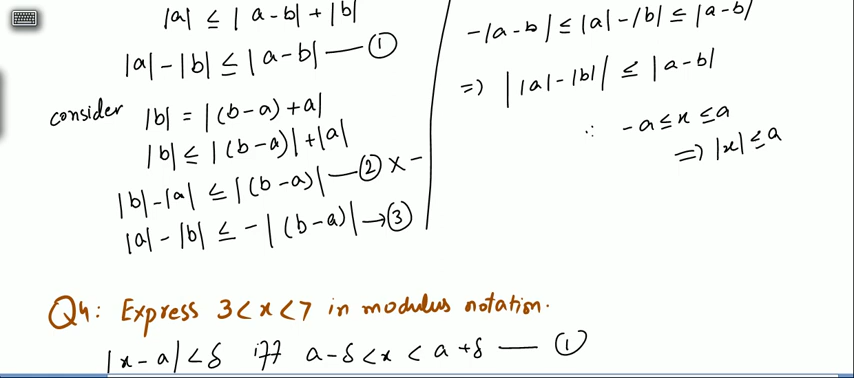 |a| ≤ |a-b| + |b|
|a| - |b| ≤ |a-b| — ①
consider |b| = |(b-a)+a|
|b| ≤ |(b-a)| + |a|
|b| - |a| ≤ |(b-a)| — ② × -
|a| - |b| ≤ - |(b-a)| → ③
-|a-b| ≤ |a| - |b| ≤ |a-b|
=> ||a| - |b|| ≤ |a-b|
∵ -a ≤ x ≤ a
=> |x| ≤ a
Q4: Express 3 < x < 7 in modulus notation.
|x-a| < δ iff a-δ < x < a+δ — ①